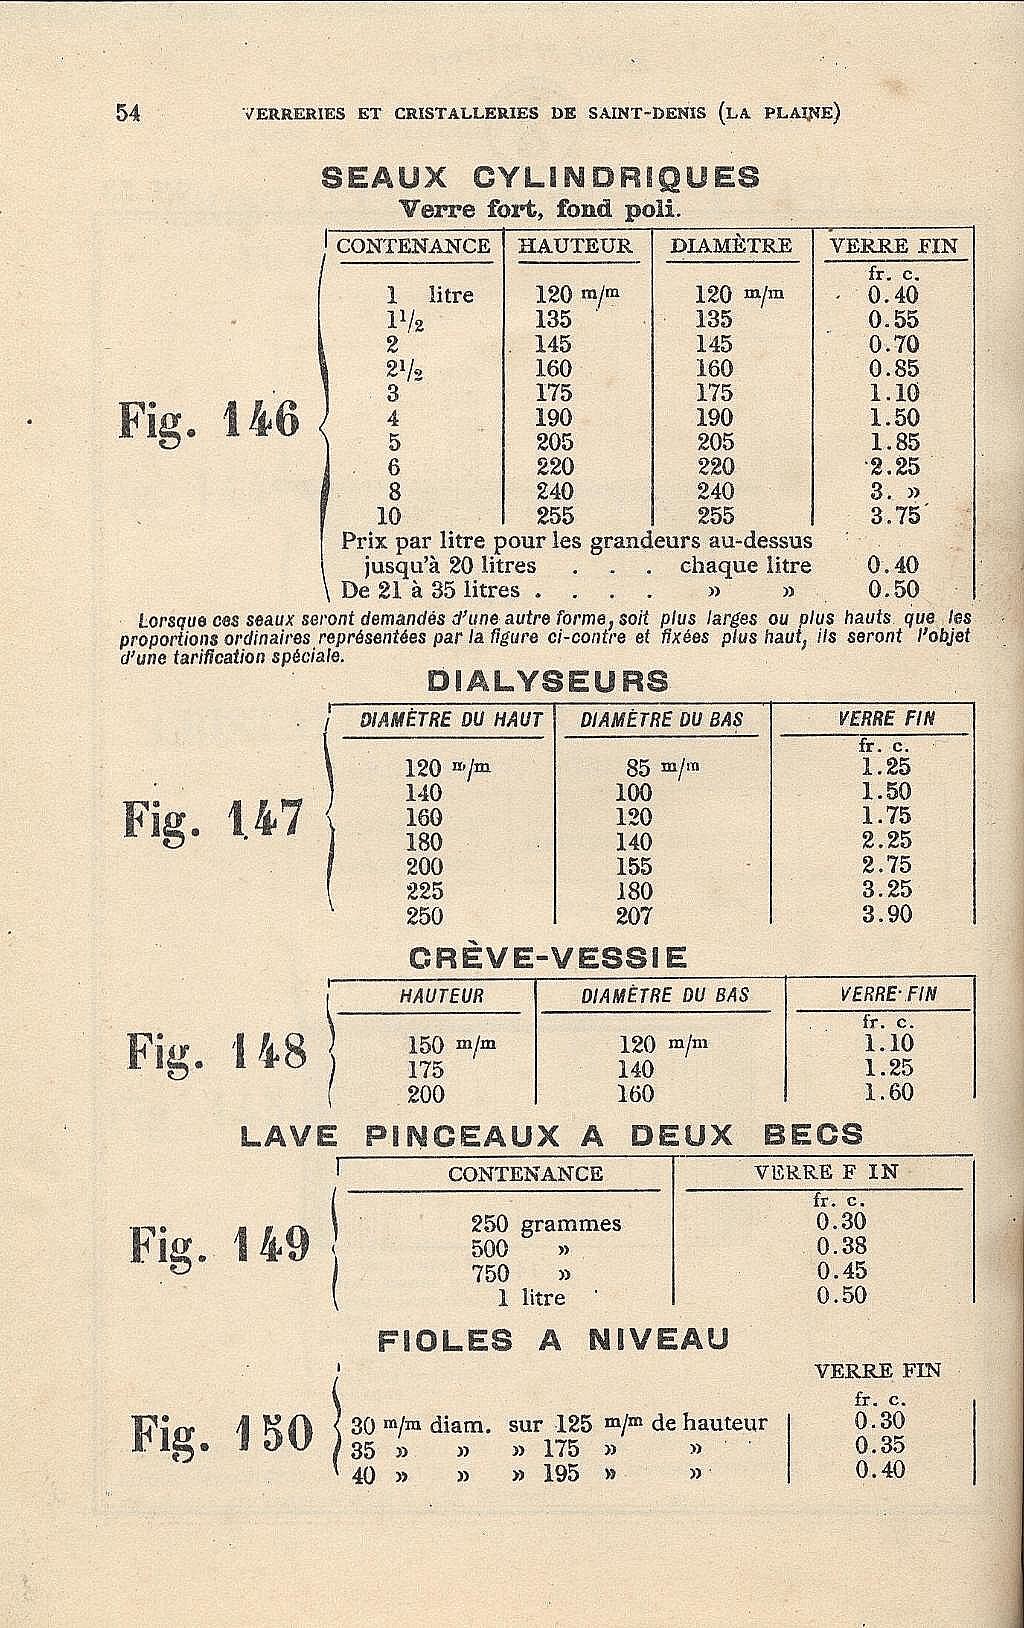 54 VERRERIES ET CRISTALLERIES DE SAINT-DENIS (LA PLAINE)
SEAUX CYLINDRIQUES
Verre fort, fond poli.
CONTENANCE HAUTEUR DIAMÈTRE VERRE FIN
fr. c.
1 litre 120 m/m 120 m/m 0.40
1 1/2 135 135 0.55
2 145 145 0.70
2 1/2 160 160 0.85
3 175 175 1.10
Fig. 146
4 190 190 1.50
5 205 205 1.85
6 220 220 2.25
8 240 240 3. »
10 255 255 3.75
Prix par litre pour les grandeurs au-dessus
jusqu'à 20 litres . . . chaque litre 0.40
De 21 à 35 litres . . . . » » 0.50
Lorsque ces seaux seront demandés d'une autre forme, soit plus larges ou plus hauts que les
proportions ordinaires représentées par la figure ci-contre et fixées plus haut, ils seront l'objet
d'une tarification spéciale.
DIALYSEURS
DIAMÈTRE DU HAUT DIAMÈTRE DU BAS VERRE FIN
fr. c.
120 m/m 85 m/m 1.25
140 100 1.50
Fig. 147
160 120 1.75
180 140 2.25
200 155 2.75
225 180 3.25
250 207 3.90
CRÈVE-VESSIE
HAUTEUR DIAMÈTRE DU BAS VERRE FIN
fr. c.
Fig. 148
150 m/m 120 m/m 1.10
175 140 1.25
200 160 1.60
LAVE PINCEAUX A DEUX BECS
CONTENANCE VERRE FIN
fr. c.
250 grammes 0.30
Fig. 149
500 » 0.38
750 » 0.45
1 litre 0.50
FIOLES A NIVEAU
VERRE FIN
fr. c.
Fig. 150
30 m/m diam. sur 125 m/m de hauteur 0.30
35 » » » 175 » » 0.35
40 » » » 195 » » 0.40